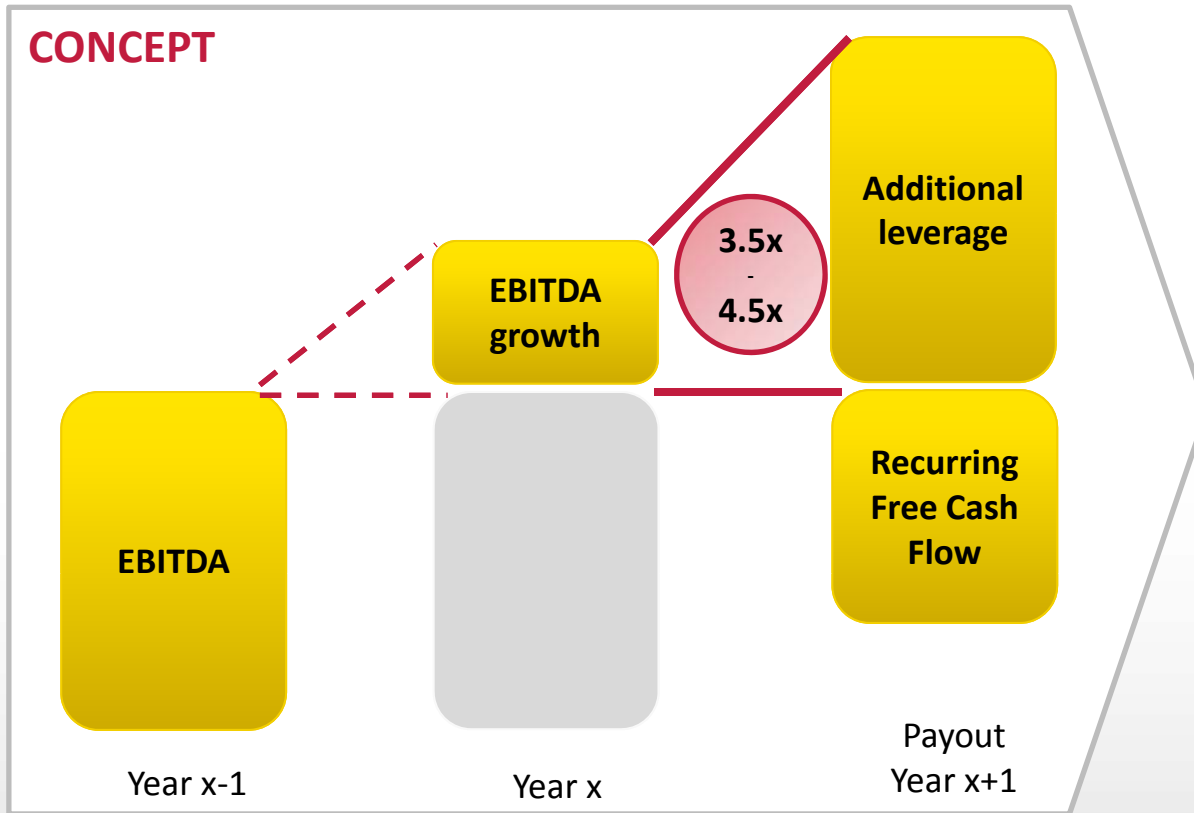 CONCEPT
Additional
leverage
3.5x
-
4.5x
EBITDA
growth
Recurring
Free Cash
Flow
EBITDA
Year x-1
Year x
Payout
Year x+1